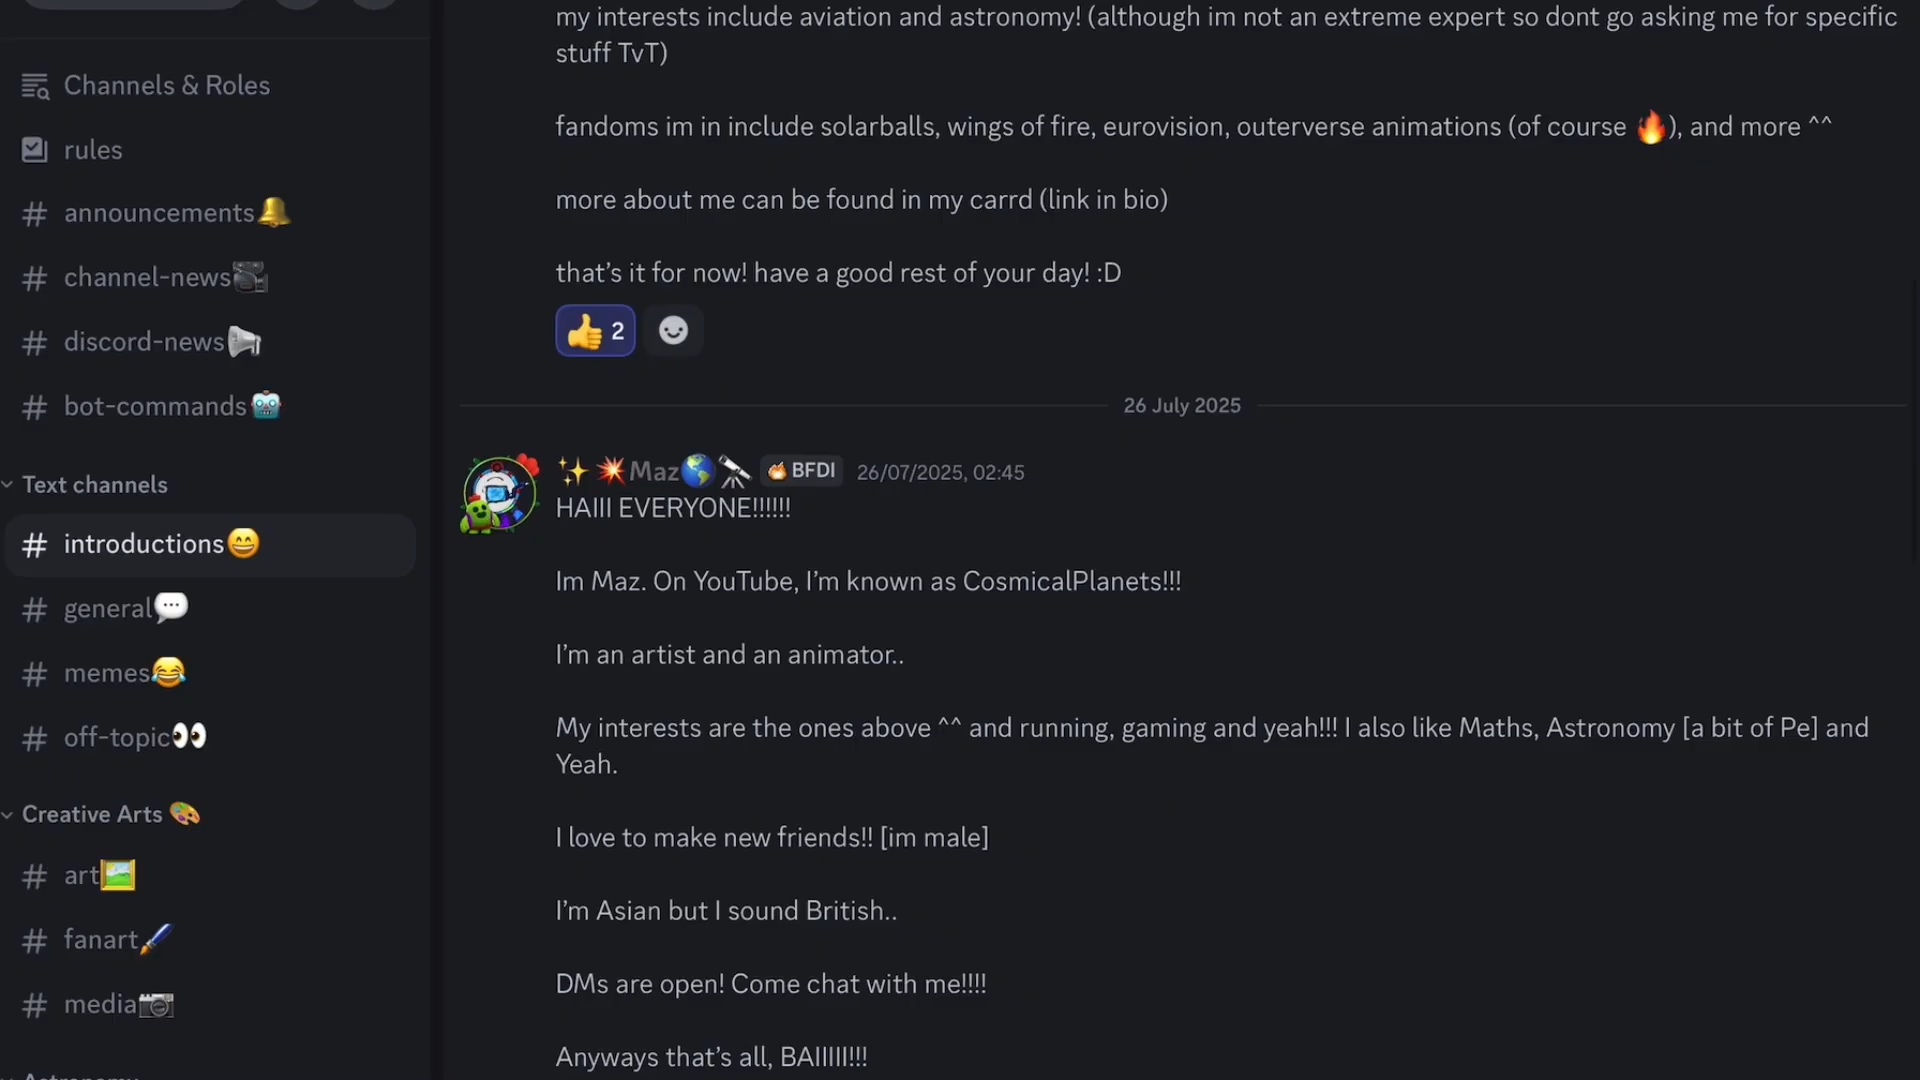 Channels & Roles
rules
announcements🔔
channel-news🎥
discord-news📢
bot-commands🤖
Text channels
introductions😄
general💬
memes😂
off-topic👀
Creative Arts 🎨
art🖼️
fanart🖌️
media📷
Astronomy
my interests include aviation and astronomy! (although im not an extreme expert so dont go asking me for specific
stuff TvT)
fandoms im in include solarballs, wings of fire, eurovision, outerverse animations (of course 🔥), and more ^^
more about me can be found in my carrd (link in bio)
that’s it for now! have a good rest of your day! :D
👍 2
26 July 2025
✨💥Maz🌎🔭 🔥 BFDI 26/07/2025, 02:45
HAIII EVERYONE!!!!!!
Im Maz. On YouTube, I’m known as CosmicalPlanets!!!
I’m an artist and an animator..
My interests are the ones above ^^ and running, gaming and yeah!!! I also like Maths, Astronomy [a bit of Pe] and
Yeah.
I love to make new friends!! [im male]
I’m Asian but I sound British..
DMs are open! Come chat with me!!!!
Anyways that’s all, BAIIIII!!!